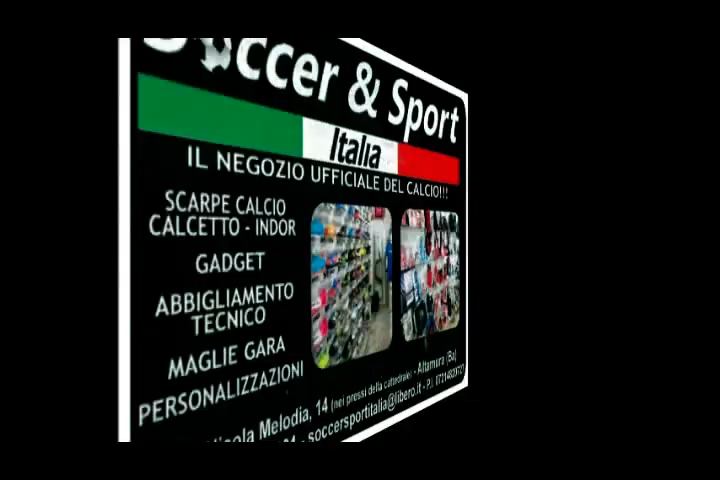 Soccer & Sport
Italia
IL NEGOZIO UFFICIALE DEL CALCIO!!!
SCARPE CALCIO
CALCETTO - INDOR
GADGET
ABBIGLIAMENTO
TECNICO
MAGLIE GARA
PERSONALIZZAZIONI
Melodia, 14 (nei pressi della cattedrale) - Altamura (Ba)
- soccersportitalia@libero.it - P.I.